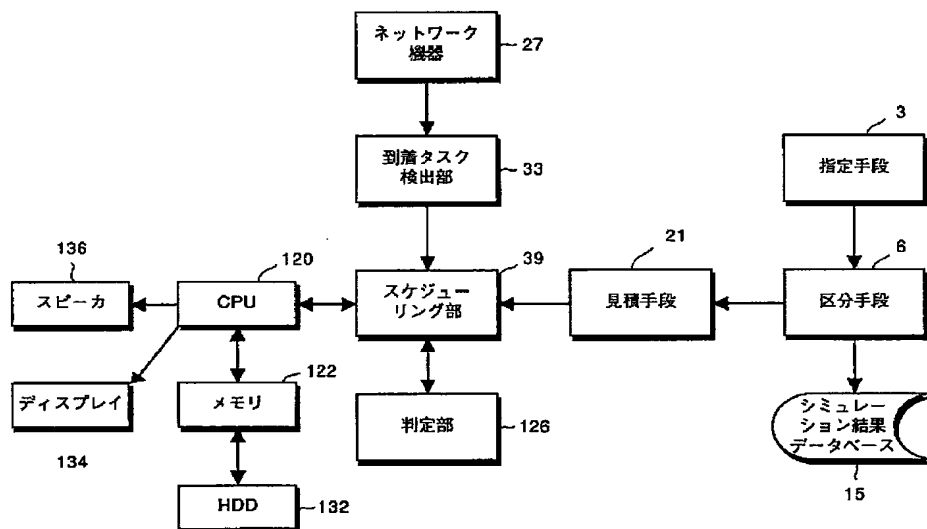 ネットワーク
機器
27
到着タスク
検出部
33
3
指定手段
136
スピーカ
120
CPU
39
スケジュー
リング部
21
見積手段
6
区分手段
ディスプレイ
134
122
メモリ
判定部
126
シミュレー
ション結果
データベース
15
HDD
132